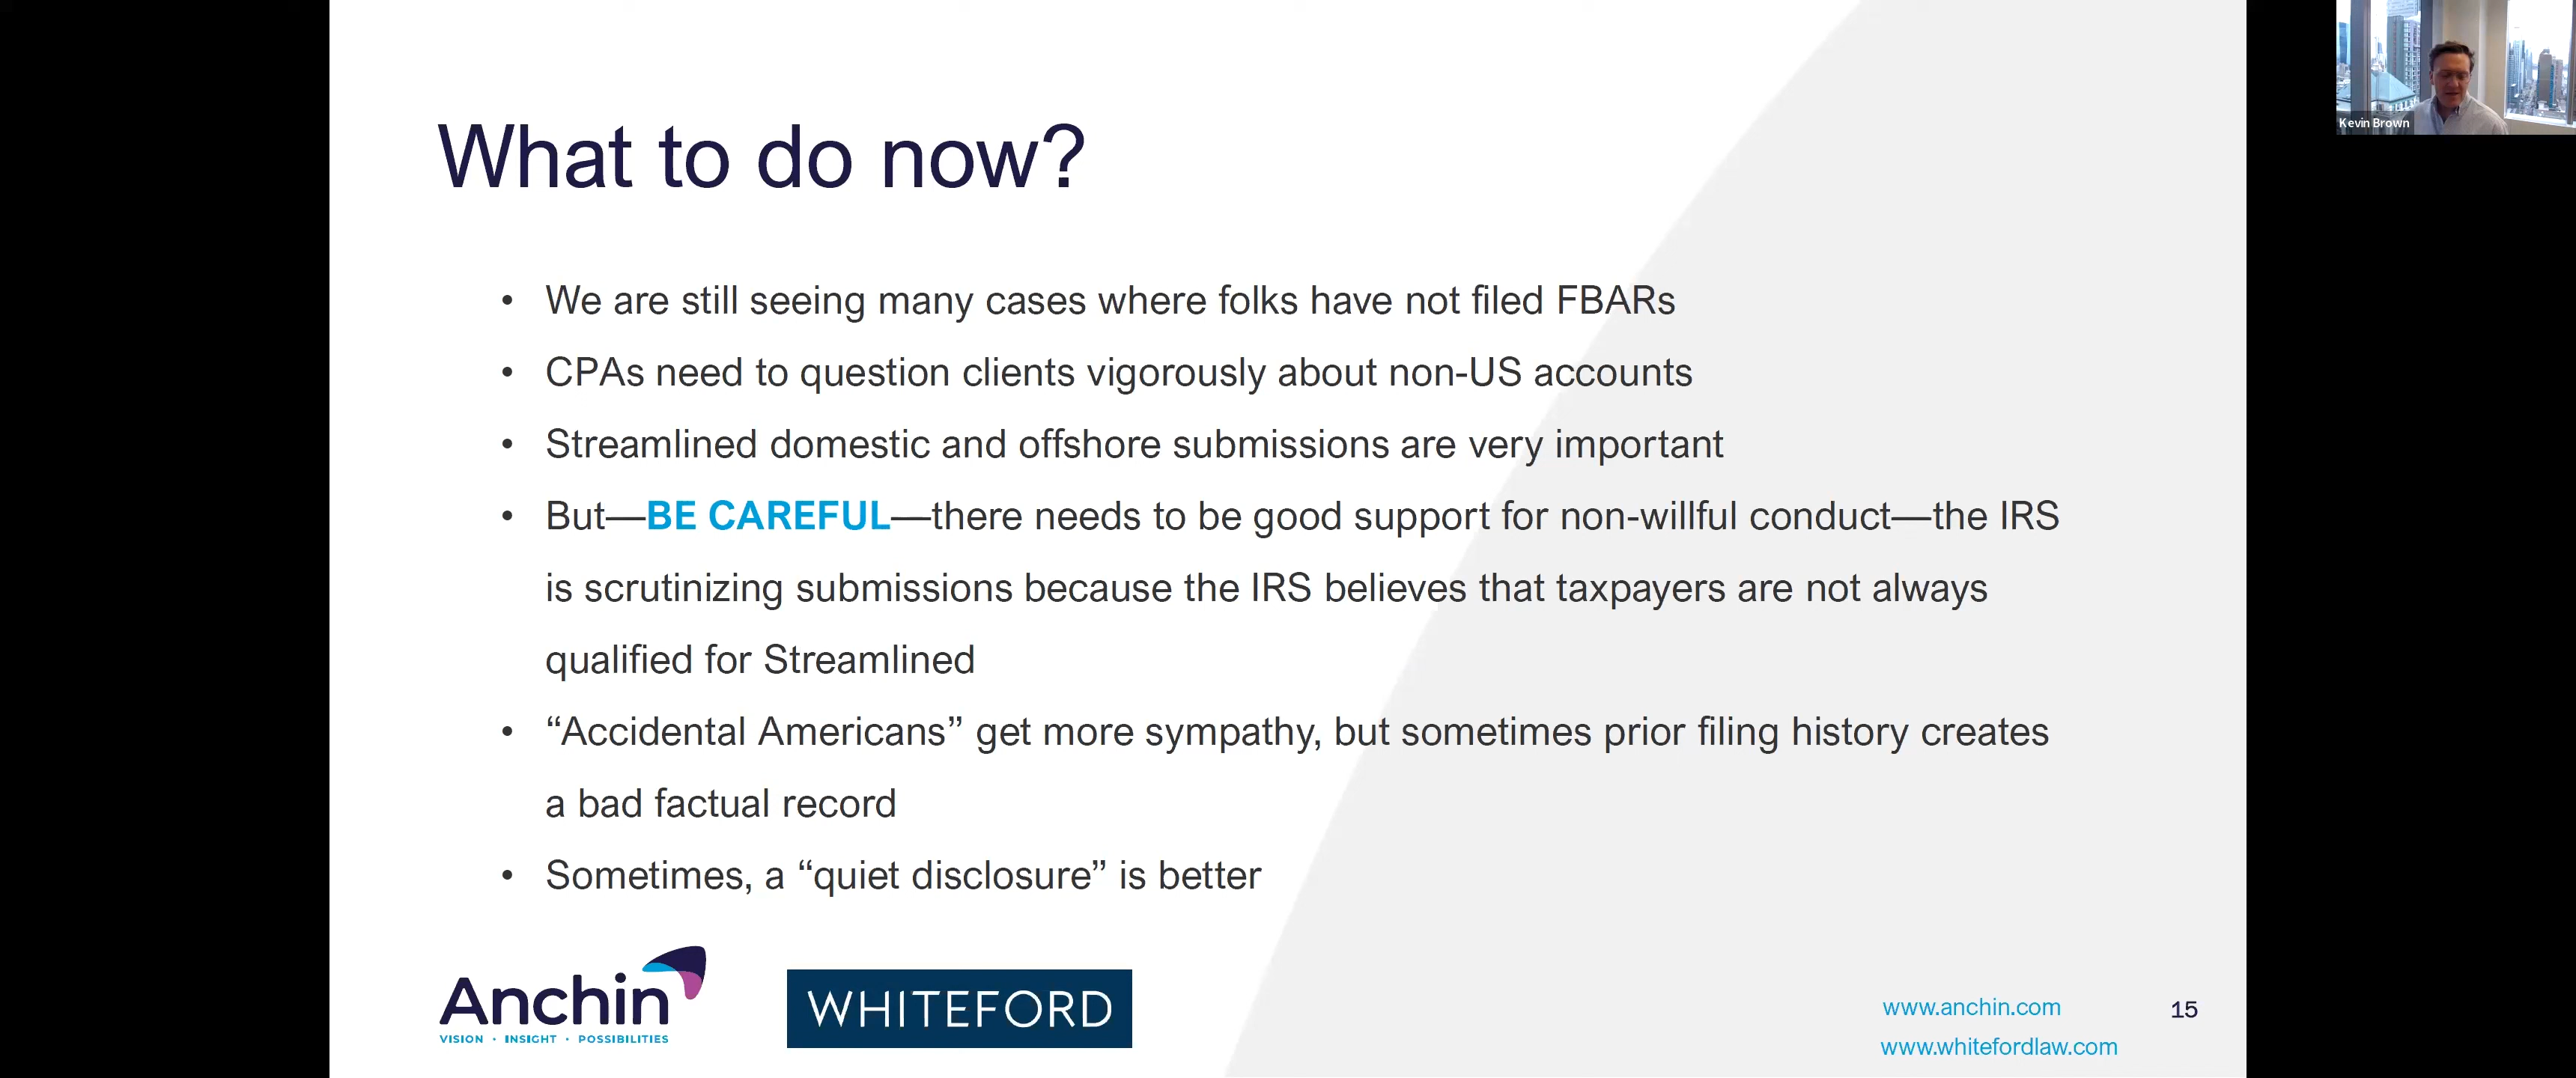 Kevin Brown
What to do now?
• We are still seeing many cases where folks have not filed FBARs
• CPAs need to question clients vigorously about non-US accounts
• Streamlined domestic and offshore submissions are very important
• But—BE CAREFUL—there needs to be good support for non-willful conduct—the IRS
is scrutinizing submissions because the IRS believes that taxpayers are not always
qualified for Streamlined
• “Accidental Americans” get more sympathy, but sometimes prior filing history creates
a bad factual record
• Sometimes, a “quiet disclosure” is better
Anchin
VISION · INSIGHT · POSSIBILITIES
WHITEFORD
www.anchin.com
15
www.whitefordlaw.com